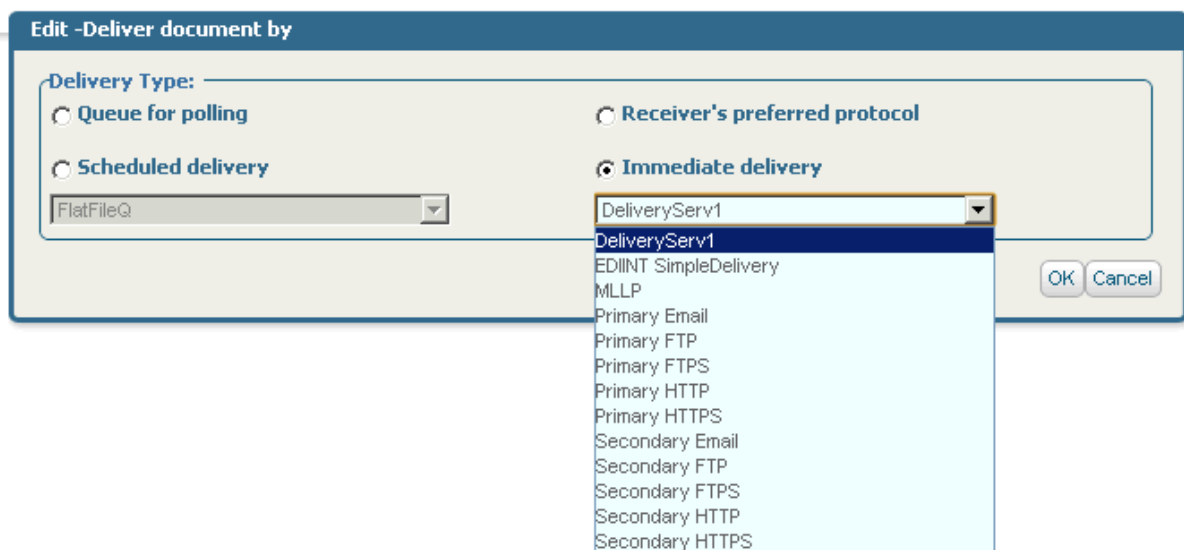 Edit -Deliver document by
Delivery Type:
Queue for polling
Receiver's preferred protocol
Scheduled delivery
Immediate delivery
FlatFileQ
DeliveryServ1
DeliveryServ1
EDIINT SimpleDelivery
MLLP
Primary Email
Primary FTP
Primary FTPS
Primary HTTP
Primary HTTPS
Secondary Email
Secondary FTP
Secondary FTPS
Secondary HTTP
Secondary HTTPS
OK Cancel